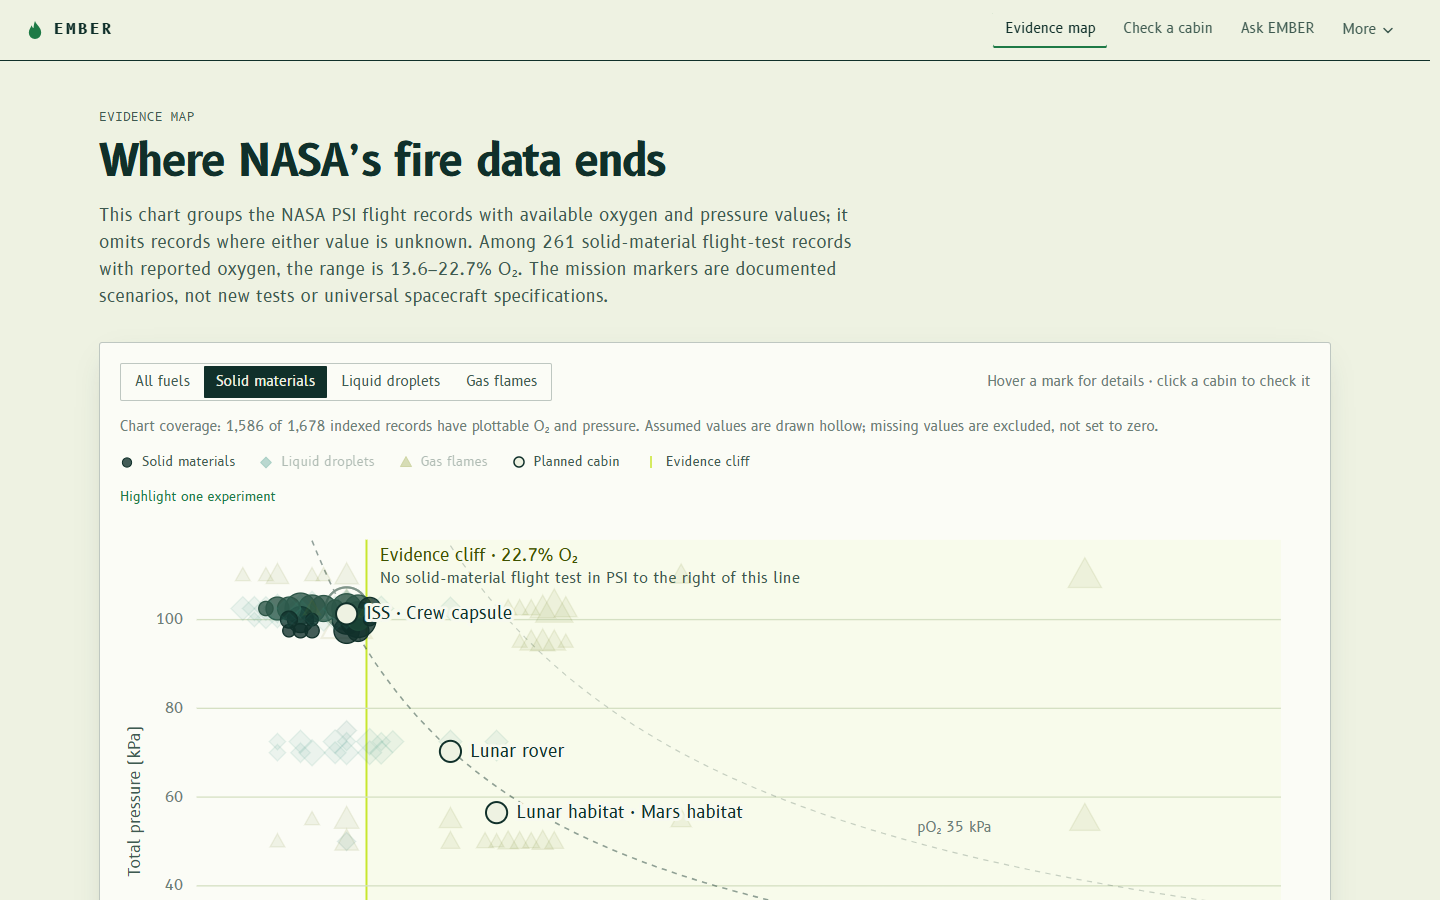 EMBER
Evidence map
Check a cabin
Ask EMBER
More
EVIDENCE MAP
Where NASA's fire data ends
This chart groups the NASA PSI flight records with available oxygen and pressure values; it
omits records where either value is unknown. Among 261 solid-material flight-test records
with reported oxygen, the range is 13.6–22.7% O₂. The mission markers are documented
scenarios, not new tests or universal spacecraft specifications.
All fuels
Solid materials
Liquid droplets
Gas flames
Hover a mark for details · click a cabin to check it
Chart coverage: 1,586 of 1,678 indexed records have plottable O₂ and pressure. Assumed values are drawn hollow; missing values are excluded, not set to zero.
Solid materials
Liquid droplets
Gas flames
Planned cabin
Evidence cliff
Highlight one experiment
Evidence cliff · 22.7% O₂
No solid-material flight test in PSI to the right of this line
ISS · Crew capsule
100
80
Lunar rover
60
Lunar habitat · Mars habitat
pO₂ 35 kPa
40
Total pressure (kPa)